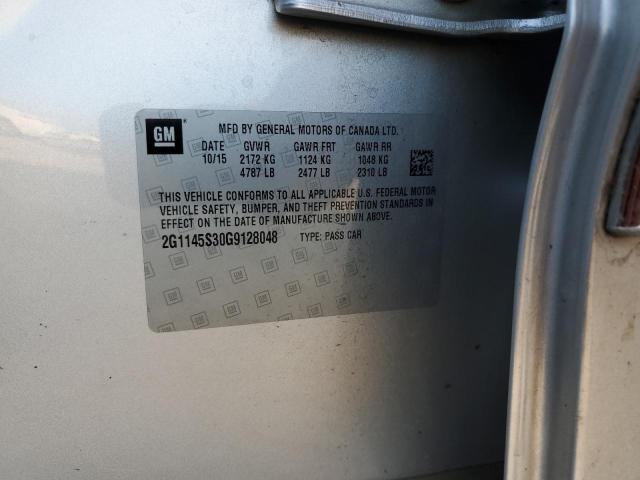 GM
MFD BY GENERAL MOTORS OF CANADA LTD.
DATE GVWR GAWR FRT GAWR RR
10/15 2172 KG 1124 KG 1048 KG
4787 LB 2477 LB 2310 LB
THIS VEHICLE CONFORMS TO ALL APPLICABLE U.S. FEDERAL MOTOR
VEHICLE SAFETY, BUMPER, AND THEFT PREVENTION STANDARDS IN
EFFECT ON THE DATE OF MANUFACTURE SHOWN ABOVE.
2G1145S30G9128048 TYPE: PASS CAR